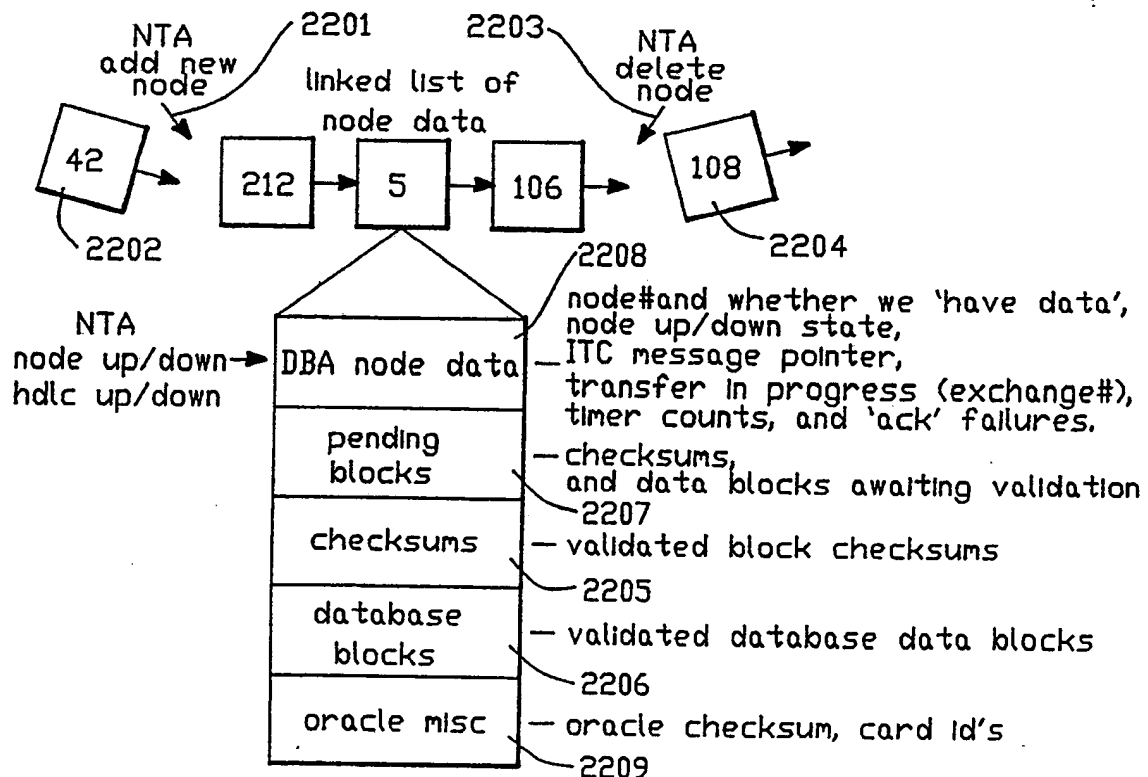 NTA
add new
node
2201
linked list of
node data
2203
NTA
delete
node
42
212
5
106
108
2202
2204
2208
NTA
node up/down
hdlc up/down
DBA node data
node#and whether we 'have data',
node up/down state,
ITC message pointer,
transfer in progress (exchange#),
timer counts, and 'ack' failures.
pending
blocks
checksums,
and data blocks awaiting validation
2207
checksums
validated block checksums
2205
database
blocks
validated database data blocks
2206
oracle misc
oracle checksum, card id's
2209